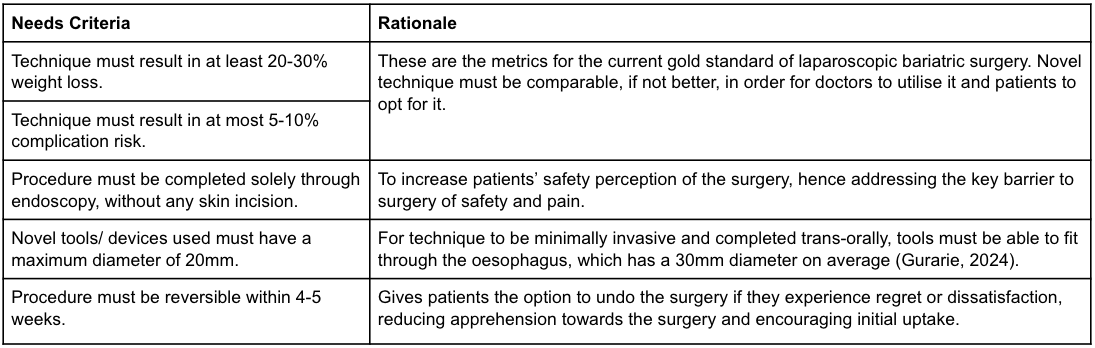 Needs Criteria
Rationale
Technique must result in at least 20-30%
weight loss.
These are the metrics for the current gold standard of laparoscopic bariatric surgery. Novel
technique must be comparable, if not better, in order for doctors to utilise it and patients to
opt for it.
Technique must result in at most 5-10%
complication risk.
Procedure must be completed solely through
endoscopy, without any skin incision.
To increase patients’ safety perception of the surgery, hence addressing the key barrier to
surgery of safety and pain.
Novel tools/ devices used must have a
maximum diameter of 20mm.
For technique to be minimally invasive and completed trans-orally, tools must be able to fit
through the oesophagus, which has a 30mm diameter on average (Gurarie, 2024).
Procedure must be reversible within 4-5
weeks.
Gives patients the option to undo the surgery if they experience regret or dissatisfaction,
reducing apprehension towards the surgery and encouraging initial uptake.